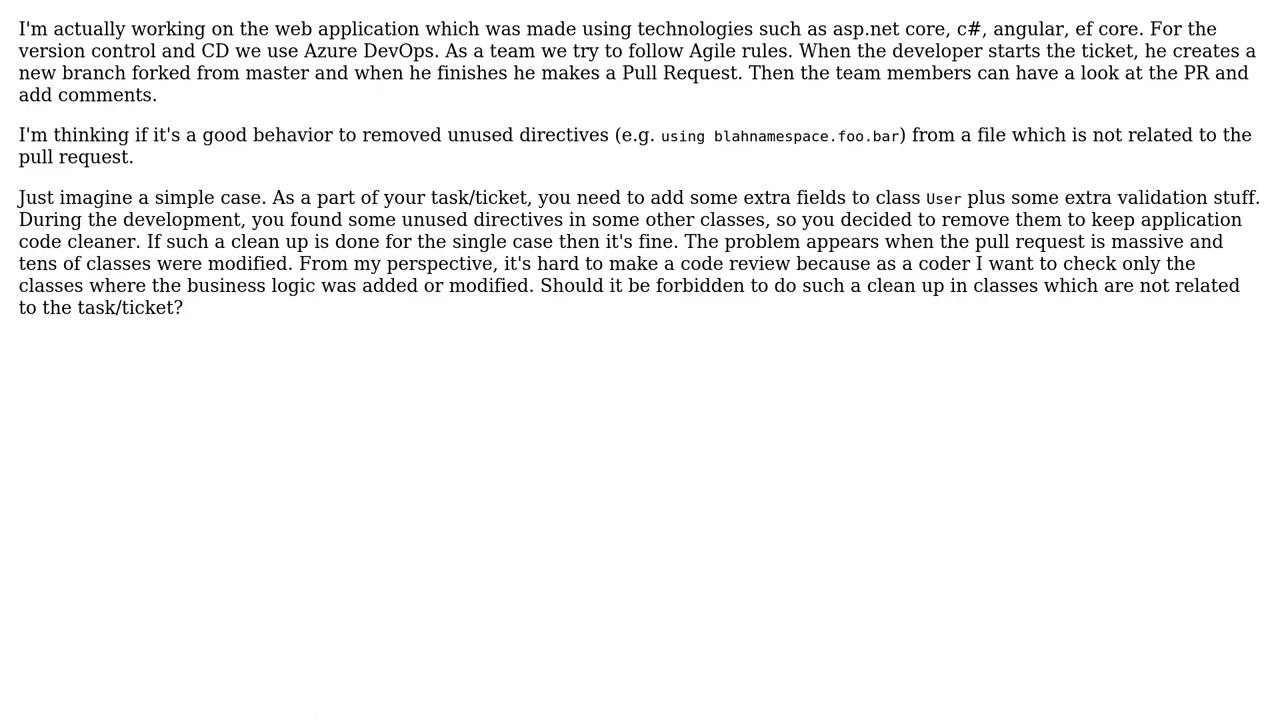 I'm actually working on the web application which was made using technologies such as asp.net core, c#, angular, ef core. For the
version control and CD we use Azure DevOps. As a team we try to follow Agile rules. When the developer starts the ticket, he creates a
new branch forked from master and when he finishes he makes a Pull Request. Then the team members can have a look at the PR and
add comments.
I'm thinking if it's a good behavior to removed unused directives (e.g. using blahnamespace.foo.bar) from a file which is not related to the
pull request.
Just imagine a simple case. As a part of your task/ticket, you need to add some extra fields to class User plus some extra validation stuff.
During the development, you found some unused directives in some other classes, so you decided to remove them to keep application
code cleaner. If such a clean up is done for the single case then it's fine. The problem appears when the pull request is massive and
tens of classes were modified. From my perspective, it's hard to make a code review because as a coder I want to check only the
classes where the business logic was added or modified. Should it be forbidden to do such a clean up in classes which are not related
to the task/ticket?